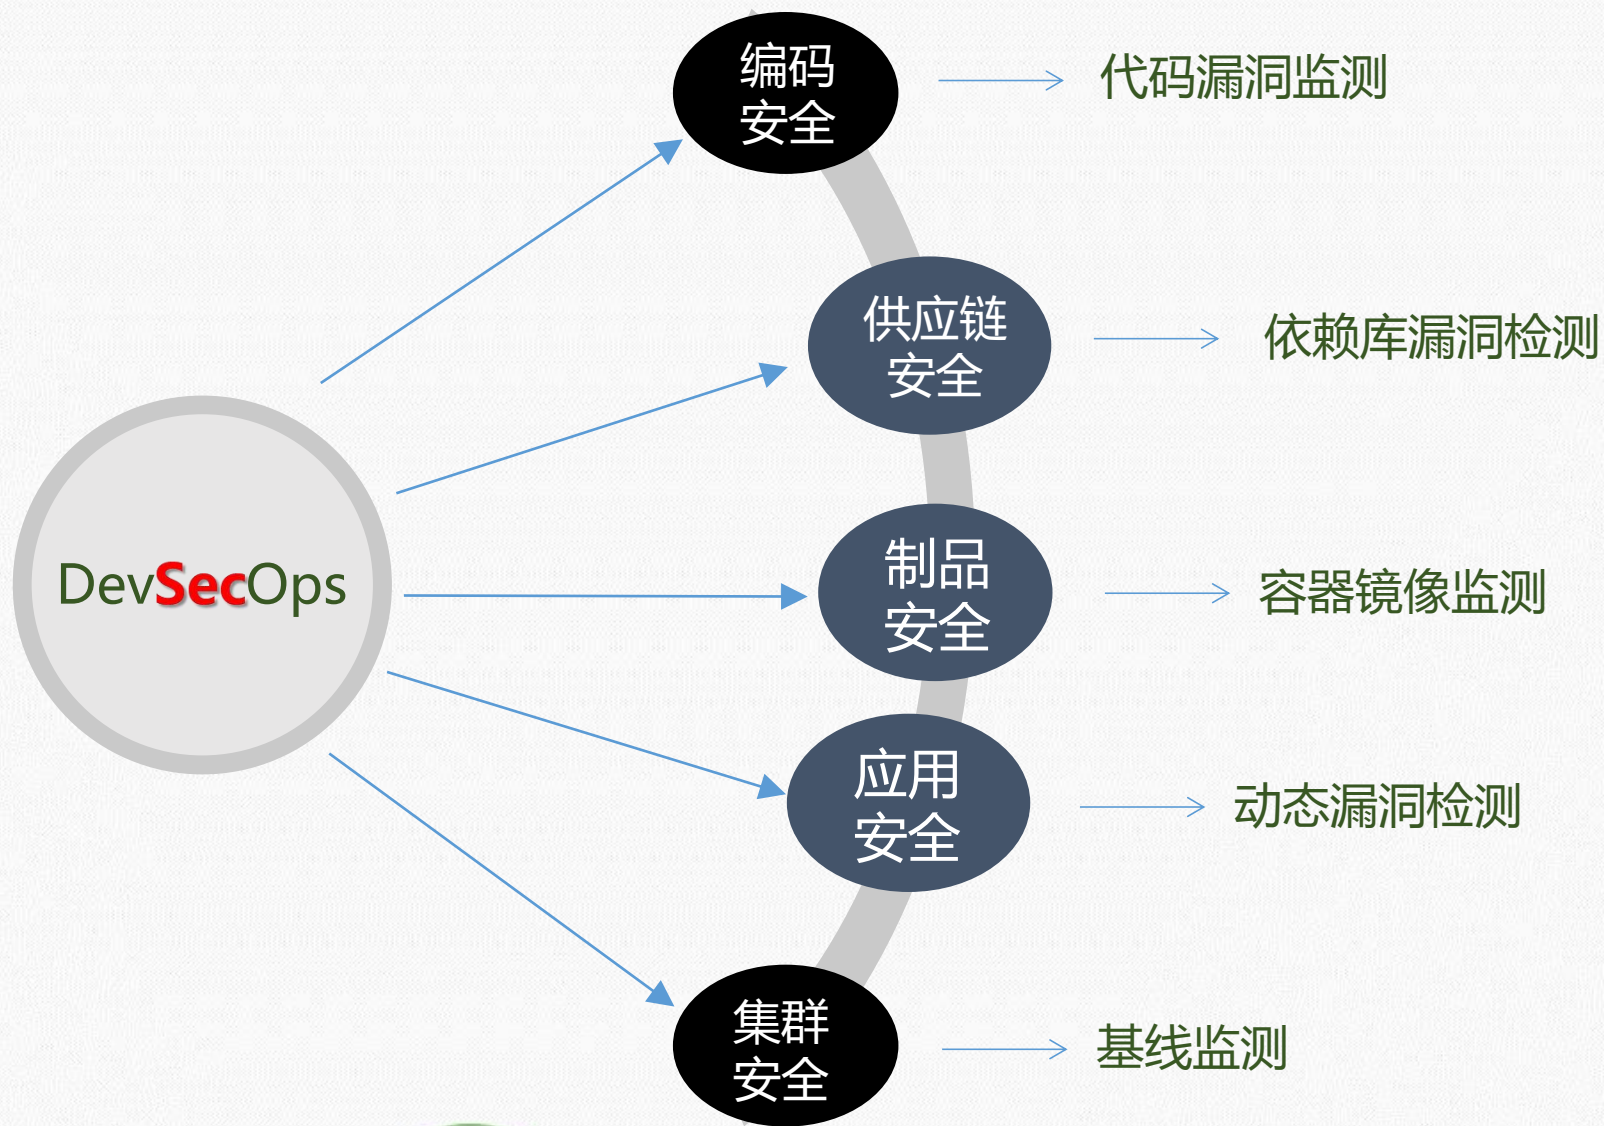 编码
安全
代码漏洞监测
供应链
安全
依赖库漏洞检测
DevSecOps
制品
安全
容器镜像监测
应用
安全
动态漏洞检测
集群
安全
基线监测